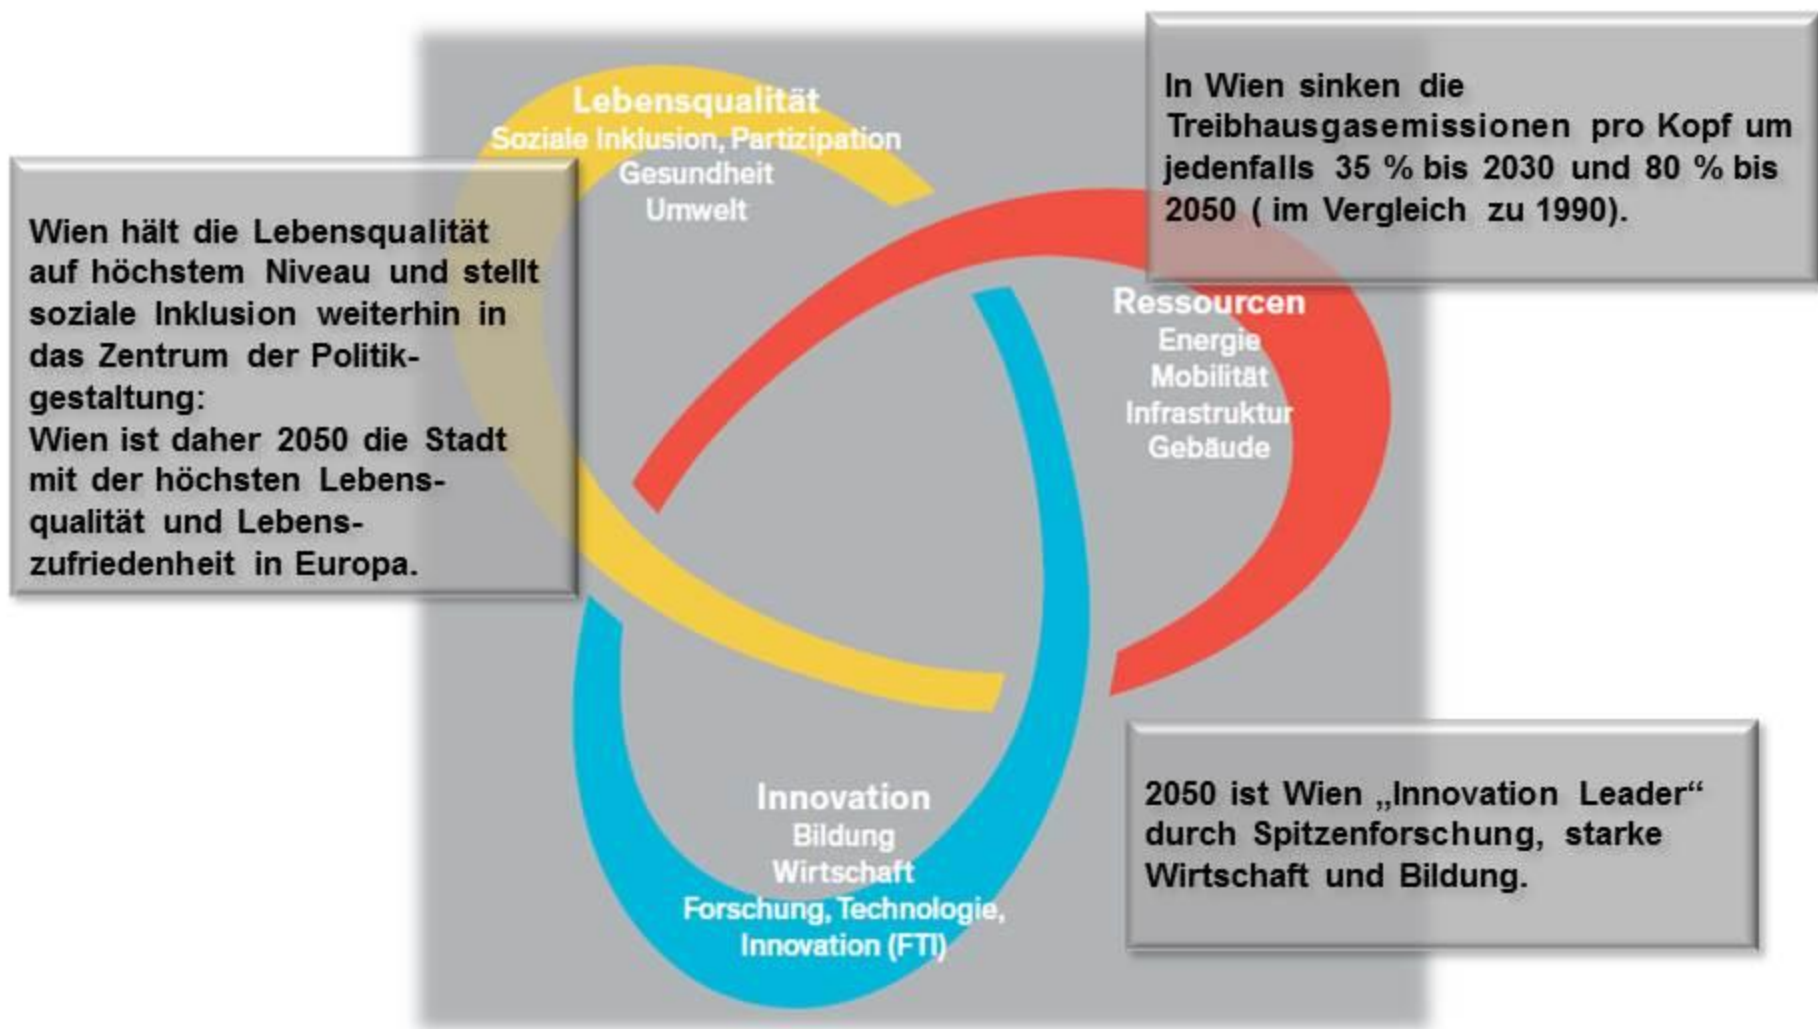 Lebensqualität
Soziale Inklusion, Partizipation
Gesundheit
Umwelt
Wien hält die Lebensqualität
auf höchstem Niveau und stellt
soziale Inklusion weiterhin in
das Zentrum der Politik-
gestaltung:
Wien ist daher 2050 die Stadt
mit der höchsten Lebens-
qualität und Lebens-
zufriedenheit in Europa.
In Wien sinken die
Treibhausgasemissionen pro Kopf um
jedenfalls 35 % bis 2030 und 80 % bis
2050 ( im Vergleich zu 1990).
Ressourcen
Energie
Mobilität
Infrastruktur
Gebäude
Innovation
Bildung
Wirtschaft
Forschung, Technologie,
Innovation (FTI)
2050 ist Wien „Innovation Leader“
durch Spitzenforschung, starke
Wirtschaft und Bildung.